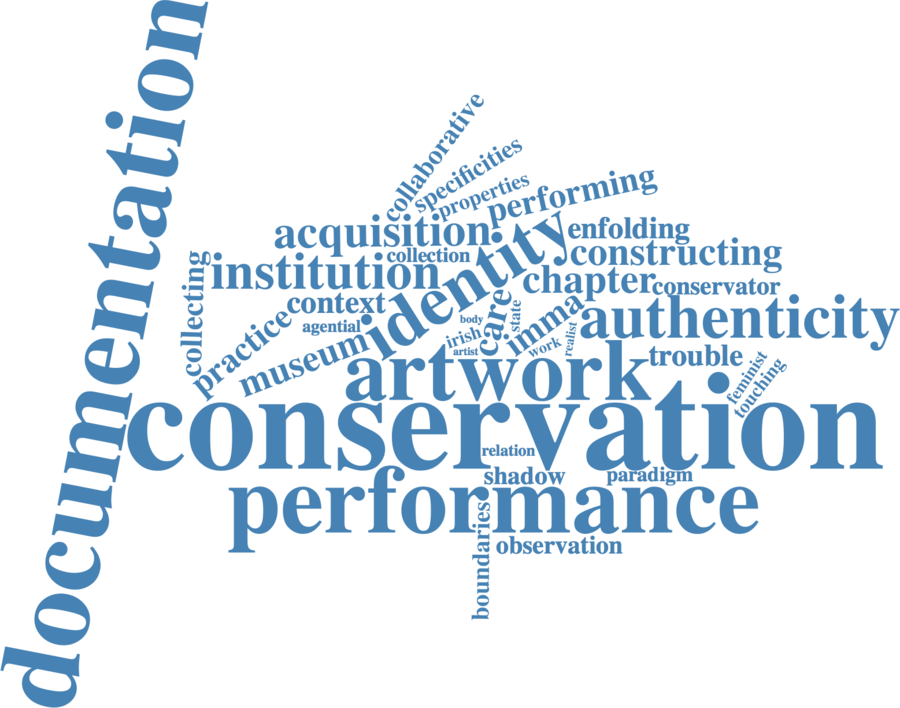 documentation
collaborative
specificities
properties
performing
acquisition
enfolding
collection
identity
constructing
institution
collecting
chapter
conservator
context
care
state
practice
agential
body
imma
authenticity
irish
realist
museum
artist
work
trouble
artwork
feminist
touching
conservation
relation
shadow
paradigm
performance
boundaries
observation